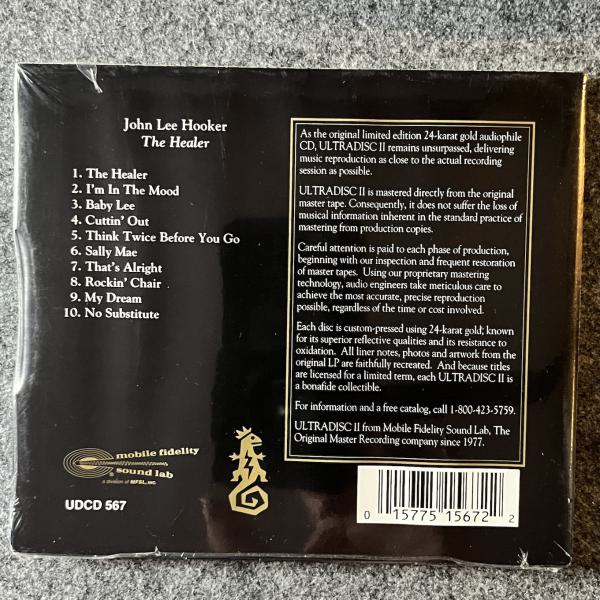 John Lee Hooker
The Healer
1. The Healer
2. I'm In The Mood
3. Baby Lee
4. Cuttin' Out
5. Think Twice Before You Go
6. Sally Mae
7. That's Alright
8. Rockin' Chair
9. My Dream
10. No Substitute
mobile fidelity
sound lab
a division of MFSL, INC.
UDCD 567
As the original limited edition 24-karat gold audiophile
CD, ULTRADISC II remains unsurpassed, delivering
music reproduction as close to the actual recording
session as possible.
ULTRADISC II is mastered directly from the original
master tape. Consequently, it does not suffer the loss of
musical information inherent in the standard practice of
mastering from production copies.
Careful attention is paid to each phase of production,
beginning with our inspection and frequent restoration
of master tapes. Using our proprietary mastering
technology, audio engineers take meticulous care to
achieve the most accurate, precise reproduction
possible, regardless of the time or cost involved.
Each disc is custom-pressed using 24-karat gold; known
for its superior reflective qualities and its resistance to
oxidation. All liner notes, photos and artwork from the
original LP are faithfully recreated. And because titles
are licensed for a limited term, each ULTRADISC II is
a bonafide collectible.
For information and a free catalog, call 1-800-423-5759.
ULTRADISC II from Mobile Fidelity Sound Lab, The
Original Master Recording company since 1977.
0 15775 15672 2